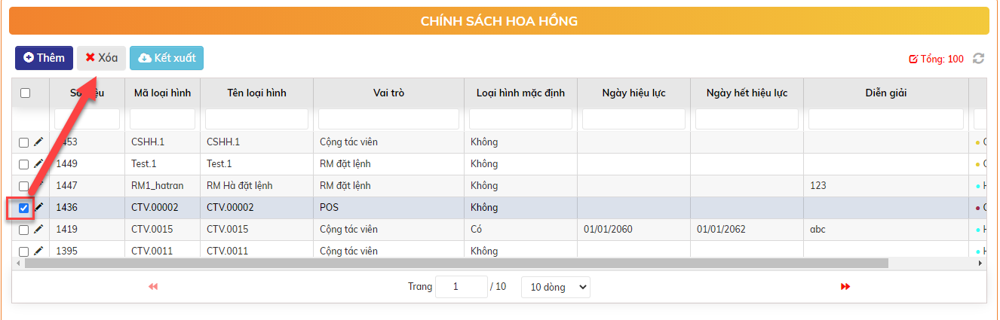 CHÍNH SÁCH HOA HỒNG
Thêm Xóa Kết xuất Tổng: 100
Mã loại hình Tên loại hình Vai trò Loại hình mặc định Ngày hiệu lực Ngày hết hiệu lực Diễn giải
CSHH.1 CSHH.1 Cộng tác viên Không
1449 Test.1 Test.1 RM đặt lệnh Không
1447 RM1_hatran RM Hà đặt lệnh RM đặt lệnh Không 123
1436 CTV.00002 CTV.00002 POS Không
1419 CTV.0015 CTV.0015 Cộng tác viên Có 01/01/2060 01/01/2062 abc
1395 CTV.0011 CTV.0011 Cộng tác viên Không
Trang 1 / 10 10 dòng